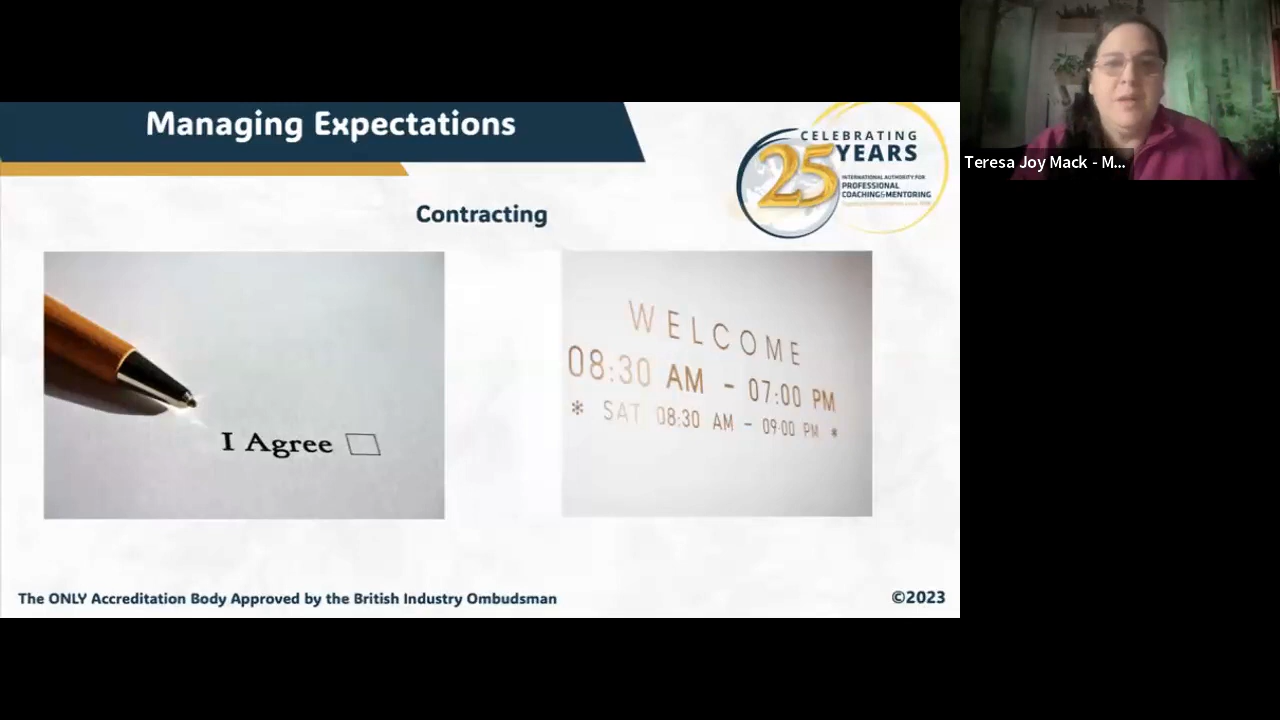 Managing Expectations
CELEBRATING
25 YEARS
INTERNATIONAL AUTHORITY FOR
PROFESSIONAL
COACHING&MENTORING
Contracting
I Agree
WELCOME
08:30 AM - 07:00 PM
* SAT 08:30 AM - 09:00 PM *
The ONLY Accreditation Body Approved by the British Industry Ombudsman
©2023
Teresa Joy Mack - M...